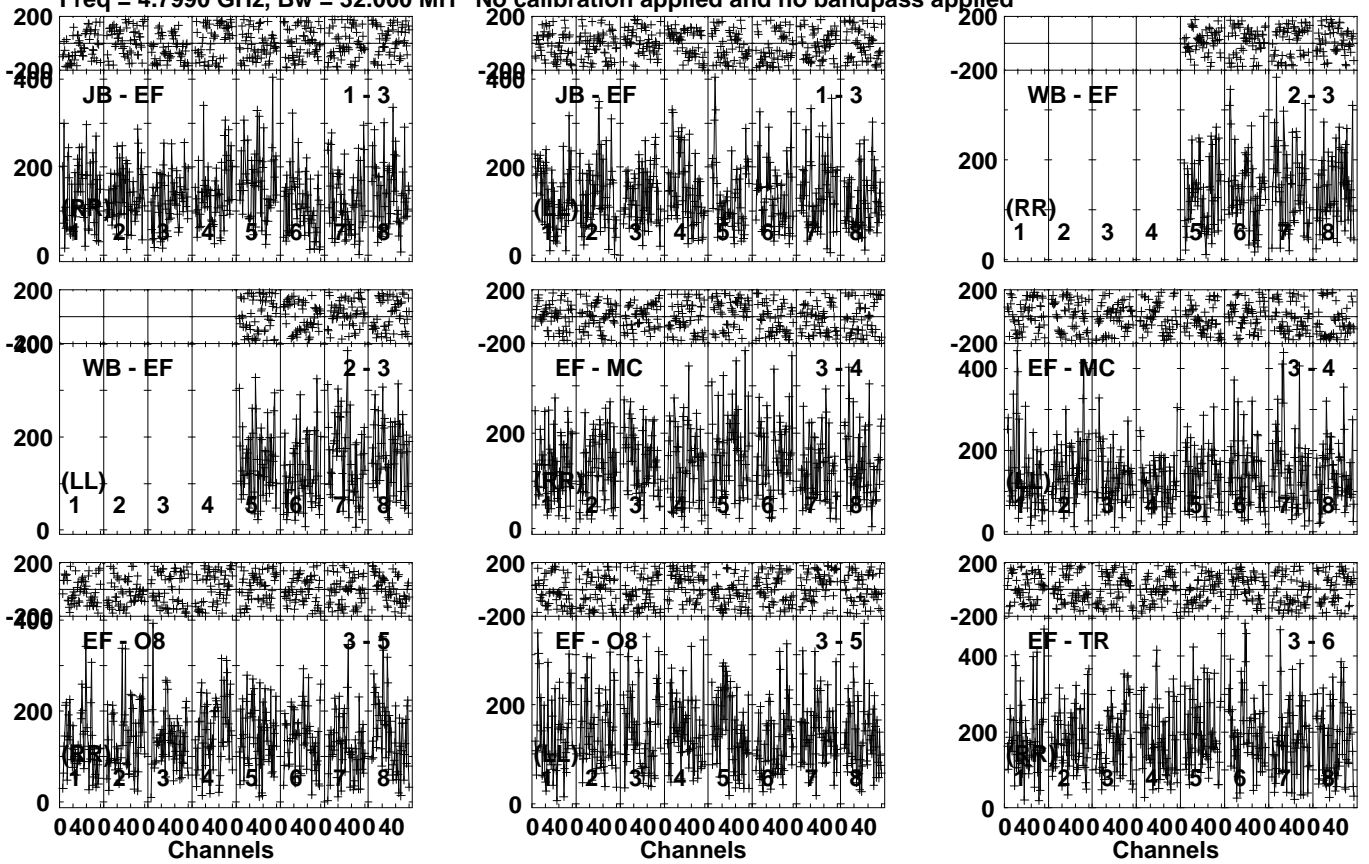 Freq = 4.7990 GHz, Bw = 32.000 MH No calibration applied and no bandpass applied
200 200 200
-200 -200 -200
400 400
JB - EF 1 - 3 JB - EF 1 - 3 WB - EF 2 - 3
200 200 200
(RR) (LL) (RR)
1 2 3 4 5 6 7 8 1 2 3 4 5 6 7 8 1 2 3 4 5 6 7 8
0 0 0
200 200 200
-200 -200 -200
400 400
WB - EF 2 - 3 EF - MC 3 - 4 EF - MC 3 - 4
200 200 200
(LL) (RR) (LL)
1 2 3 4 5 6 7 8 1 2 3 4 5 6 7 8 1 2 3 4 5 6 7 8
0 0 0
200 200 200
-200 -200 -200
400
EF - O8 3 - 5 EF - O8 3 - 5 EF - TR 3 - 6
400
200 200 200
(RR) (LL) (RR)
1 2 3 4 5 6 7 8 1 2 3 4 5 6 7 8 1 2 3 4 5 6 7 8
0 0 0
0 40 0 40 0 40 0 40 0 40 0 40 0 40 0 40 0 40 0 40 0 40 0 40 0 40 0 40 0 40 0 40 0 40 0 40 0 40 0 40 0 40 0 40 0 40 0 40
Channels Channels Channels